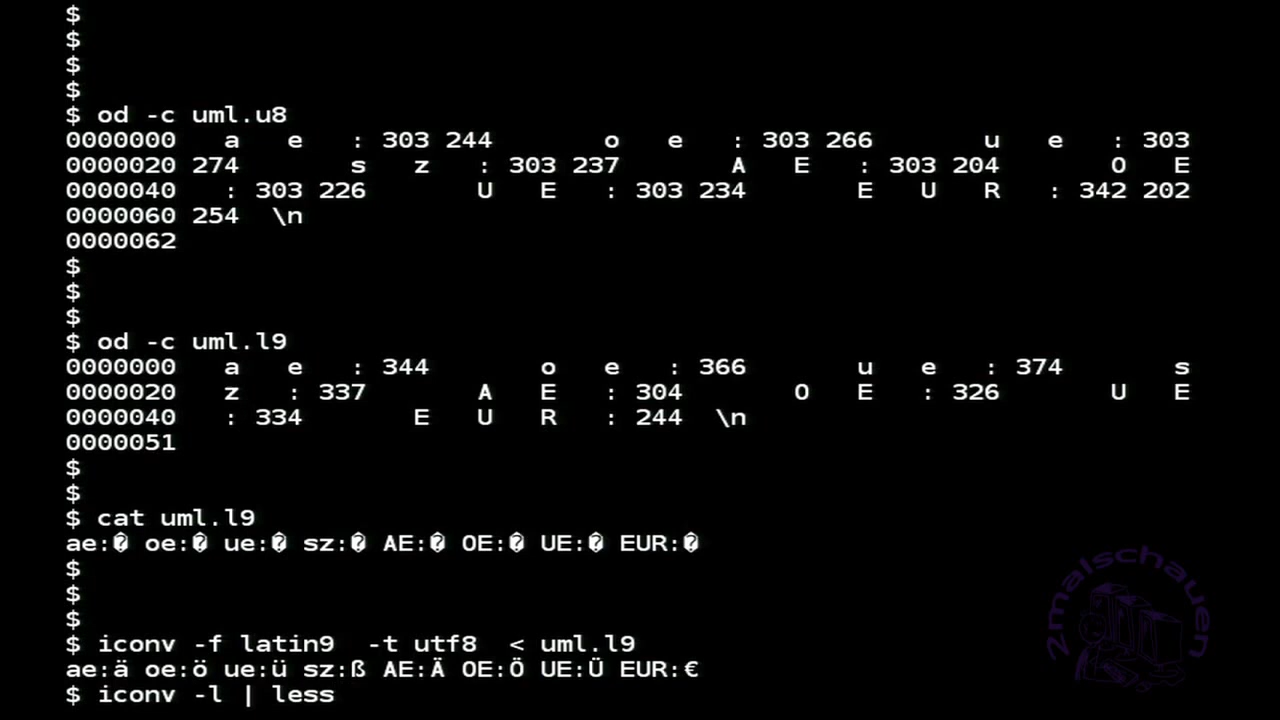 $
$
$
$
$ od -c uml.u8
0000000   a   e   : 303 244       o   e   : 303 266       u   e   : 303
0000020 274       s   z   : 303 237       A   E   : 303 204       O   E
0000040   : 303 226       U   E   : 303 234       E   U   R   : 342 202
0000060 254  \n
0000062
$
$
$
$ od -c uml.l9
0000000   a   e   : 344       o   e   : 366       u   e   : 374       s
0000020   z   : 337       A   E   : 304       O   E   : 326       U   E
0000040   : 334       E   U   R   : 244  \n
0000051
$
$
$ cat uml.l9
ae:� oe:� ue:� sz:� AE:� OE:� UE:� EUR:�
$
$
$
$ iconv -f latin9  -t utf8  < uml.l9
ae:ä oe:ö ue:ü sz:ß AE:Ä OE:Ö UE:Ü EUR:€
$ iconv -l | less
2malschauen